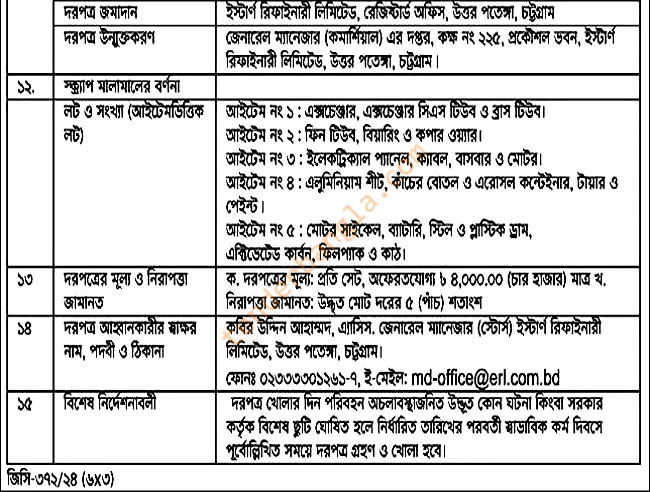 দরপত্র জমাদান ইস্টার্ণ রিফাইনারী লিমিটেড, রেজিষ্টার্ড অফিস, উত্তর পতেঙ্গা, চট্টগ্রাম
দরপত্র উন্মুক্তকরণ জেনারেল ম্যানেজার (কমার্শিয়াল) এর দপ্তর, কক্ষ নং ২২৫, প্রকৌশল ভবন, ইস্টার্ণ
রিফাইনারী লিমিটেড, উত্তর পতেঙ্গা, চট্টগ্রাম।
১২. স্ক্র্যাপ মালামালের বর্ণনা
লট ও সংখ্যা (আইটেমভিত্তিক আইটেম নং ১ : এক্সচেঞ্জার, এক্সচেঞ্জার সিএস টিউব ও ব্রাস টিউব।
লট) আইটেম নং ২ : ফিন টিউব, বিয়ারিং ও কপার ওয়্যার।
আইটেম নং ৩ : ইলেকট্রিক্যাল প্যানেল, ক্যাবল, বাসবার ও মোটর।
আইটেম নং ৪ : এলুমিনিয়াম শীট, কাঁচের বোতল ও এরোসল কন্টেইনার, টায়ার ও
পেইন্ট।
আইটেম নং ৫ : মোটর সাইকেল, ব্যাটারি, স্টিল ও প্লাস্টিক ড্রাম,
এক্টিভেটেড কার্বন, ফিলপ্যাক ও কাঠ।
১৩ দরপত্রের মূল্য ও নিরাপত্তা ক. দরপত্রের মূল্য: প্রতি সেট, অফেরতযোগ্য ৳ ৪,০০০.০০ (চার হাজার) মাত্র খ.
জামানত নিরাপত্তা জামানত: উদ্ধৃত মোট দরের ৫ (পাঁচ) শতাংশ
১৪ দরপত্র আহ্বানকারীর স্বাক্ষর কবির উদ্দিন আহাম্মদ, এ্যাসিস. জেনারেল ম্যানেজার (স্টোর্স) ইস্টার্ণ রিফাইনারী
নাম, পদবী ও ঠিকানা লিমিটেড, উত্তর পতেঙ্গা, চট্টগ্রাম।
ফোনঃ ০২৩৩৩৩০১২৬১-৭, ই-মেইল: md-office@erl.com.bd
১৫ বিশেষ নির্দেশনাবলী দরপত্র খোলার দিন পরিবহন অচলাবস্থাজনিত উদ্ভূত কোন ঘটনা কিংবা সরকার
কর্তৃক বিশেষ ছুটি ঘোষিত হলে নির্ধারিত তারিখের পরবর্তী স্বাভাবিক কর্ম দিবসে
পূর্বোল্লিখিত সময়ে দরপত্র গ্রহণ ও খোলা হবে।
জিসি-৩৭২/২৪ (৬x৩)
tenderbangla.com